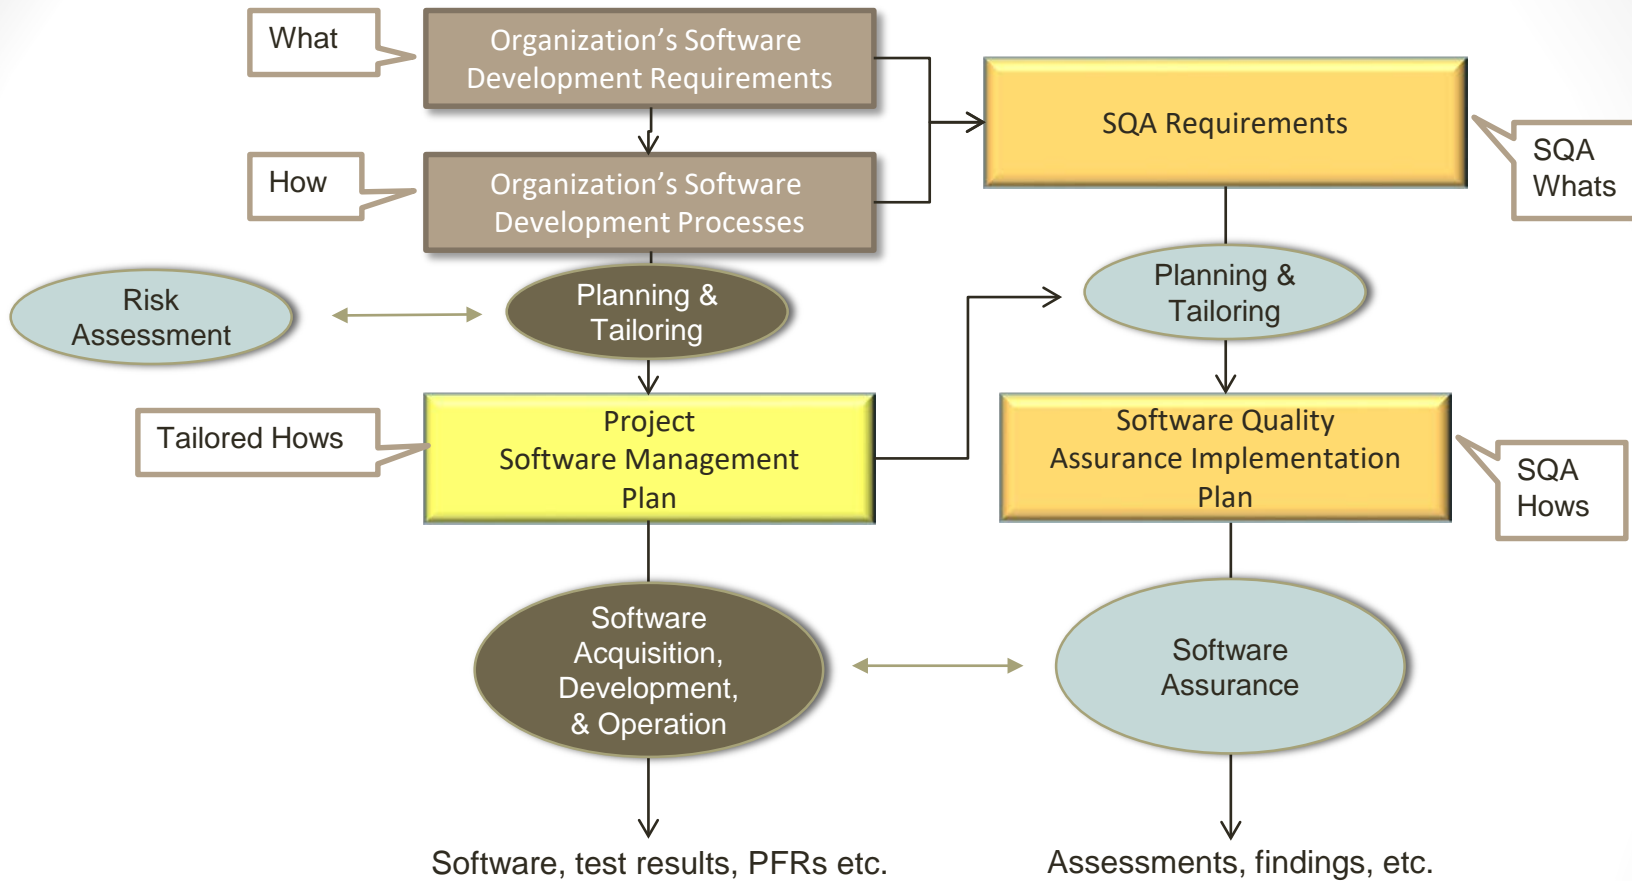 What
Organization’s Software
Development Requirements
SQA Requirements
SQA
Whats
How
Organization’s Software
Development Processes
Risk
Assessment
Planning &
Tailoring
Planning &
Tailoring
Tailored Hows
Project
Software Management
Plan
Software Quality
Assurance Implementation
Plan
SQA
Hows
Software
Acquisition,
Development,
& Operation
Software
Assurance
Software, test results, PFRs etc.
Assessments, findings, etc.